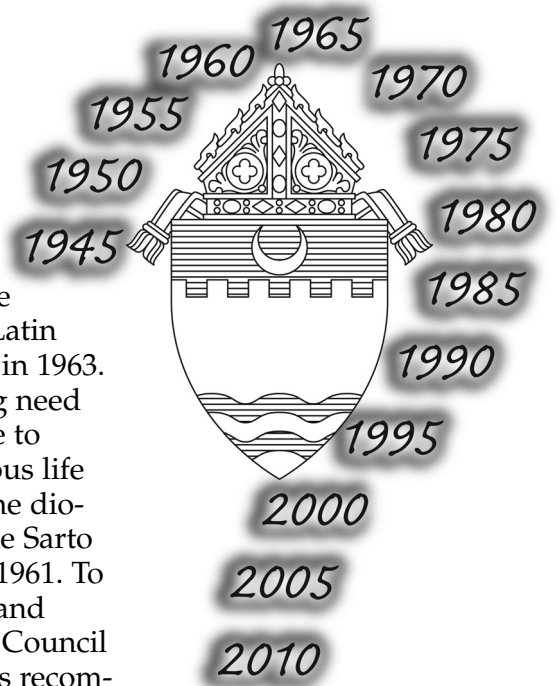 1945
1950
1955
1960
1965
1970
1975
1980
1985
1990
1995
2000
2005
2010
e
Latin
in 1963.
g need
e to
ous life
he dio-
e Sarto
1961. To
and
Council
s recom-